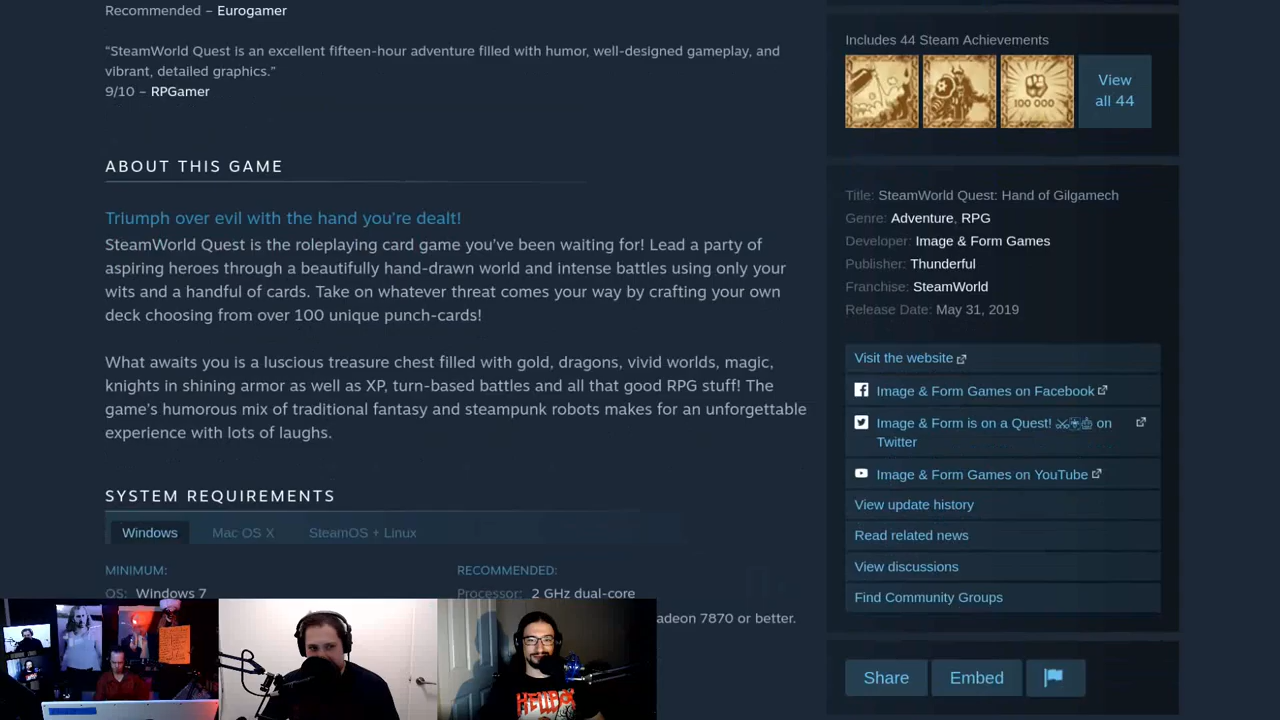 Recommended – Eurogamer
“SteamWorld Quest is an excellent fifteen-hour adventure filled with humor, well-designed gameplay, and
vibrant, detailed graphics.”
9/10 – RPGamer
ABOUT THIS GAME
Triumph over evil with the hand you’re dealt!
SteamWorld Quest is the roleplaying card game you’ve been waiting for! Lead a party of
aspiring heroes through a beautifully hand-drawn world and intense battles using only your
wits and a handful of cards. Take on whatever threat comes your way by crafting your own
deck choosing from over 100 unique punch-cards!
What awaits you is a luscious treasure chest filled with gold, dragons, vivid worlds, magic,
knights in shining armor as well as XP, turn-based battles and all that good RPG stuff! The
game’s humorous mix of traditional fantasy and steampunk robots makes for an unforgettable
experience with lots of laughs.
SYSTEM REQUIREMENTS
Windows Mac OS X SteamOS + Linux
MINIMUM:
OS: Windows 7
RECOMMENDED:
Processor: 2 GHz dual-core
adeon 7870 or better.
Includes 44 Steam Achievements
100 000
View
all 44
Title: SteamWorld Quest: Hand of Gilgamech
Genre: Adventure, RPG
Developer: Image & Form Games
Publisher: Thunderful
Franchise: SteamWorld
Release Date: May 31, 2019
Visit the website
Image & Form Games on Facebook
Image & Form is on a Quest! ⚔🃏🤖 on
Twitter
Image & Form Games on YouTube
View update history
Read related news
View discussions
Find Community Groups
Share Embed
HELLBOY